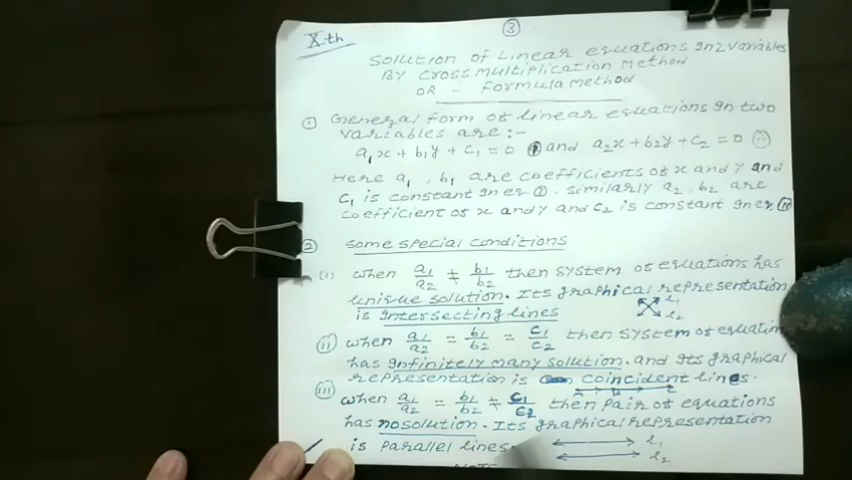 ③
X-th
Solution of Linear equations In 2 variables
By cross multiplication method
OR - formula method
① General form of linear equations In two
variables are :-
a₁x + b₁y + c₁ = 0 ① and a₂x + b₂y + c₂ = 0 (ii)
Here a₁, b₁ are coefficients of x and y and
c₁ is constant In eq. ①. Similarly a₂, b₂ are
coefficient of x and y and c₂ is constant In eq. (ii)
② Some special conditions
(i) when a₁/a₂ ≠ b₁/b₂ then system of equations has
unique solution. Its graphical representation
is Intersecting lines l₁ l₂
(ii) when a₁/a₂ = b₁/b₂ = c₁/c₂ then system of equation
has Infinitely many solution. and Its graphical
representation is coincident lines.
(iii) when a₁/a₂ = b₁/b₂ ≠ c₁/c₂ then pair of equations
has no solution. Its graphical representation
is parallel lines. l₁
l₂